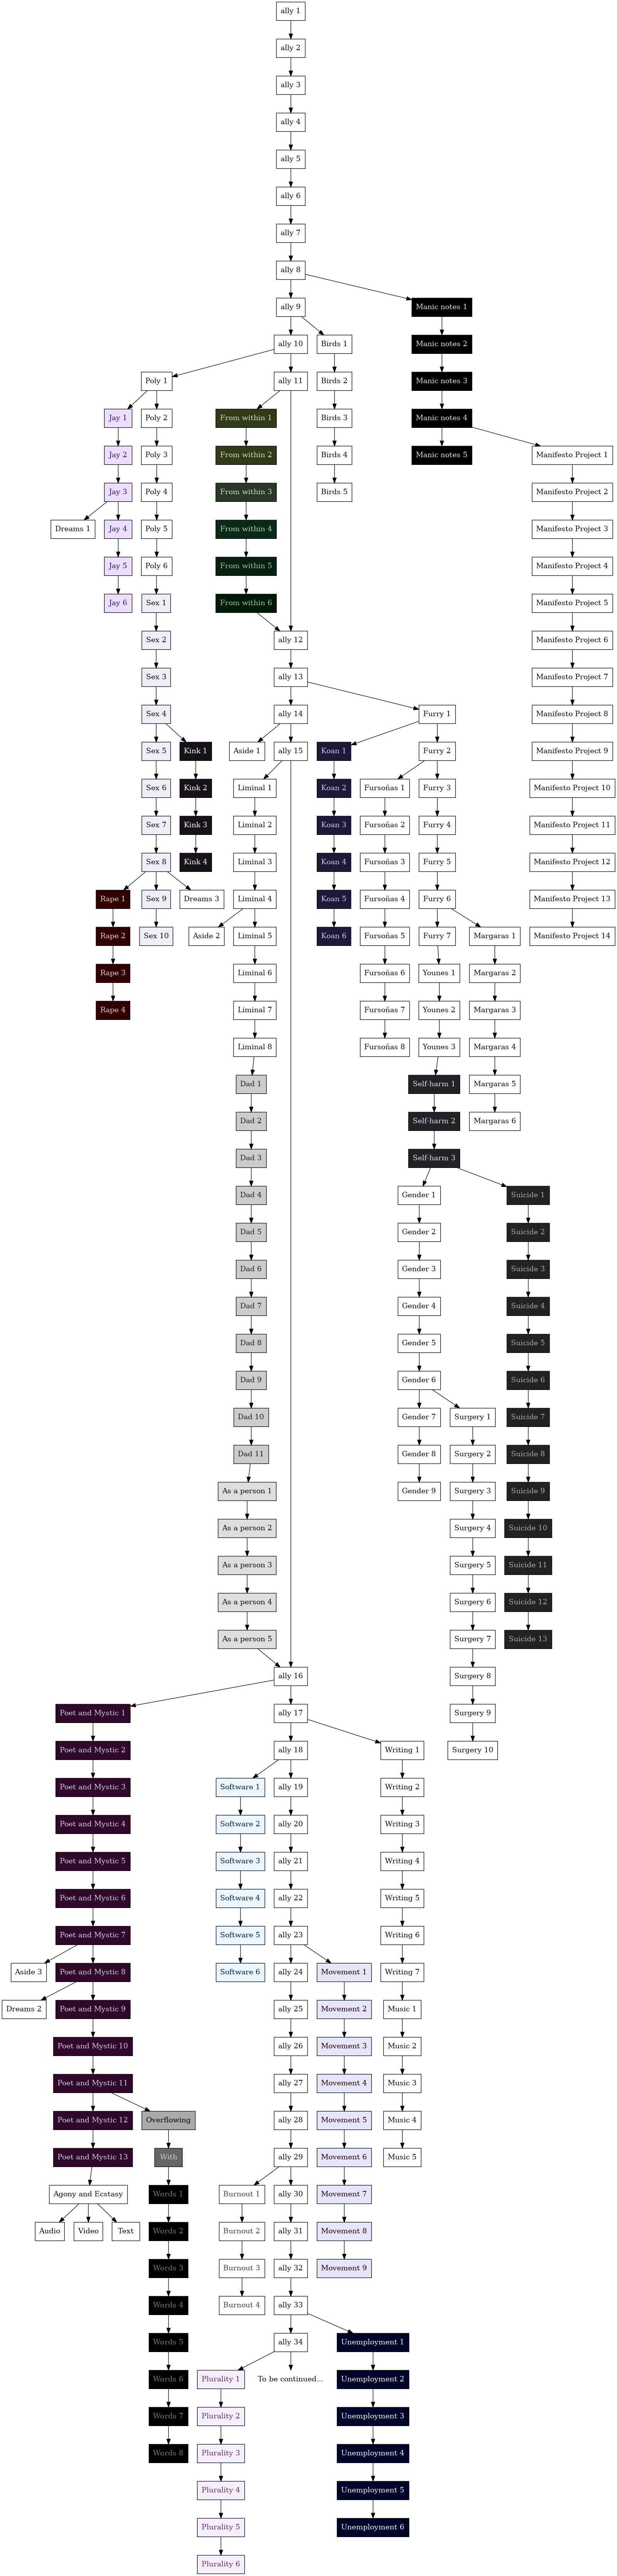 ally 1
ally 2
ally 3
ally 4
ally 5
ally 6
ally 7
ally 8
ally 9 Manic notes 1
ally 10 Birds 1 Manic notes 2
Poly 1 ally 11 Birds 2 Manic notes 3
Jay 1 Poly 2 From within 1 Birds 3 Manic notes 4
Jay 2 Poly 3 From within 2 Birds 4 Manic notes 5 Manifesto Project 1
Jay 3 Poly 4 From within 3 Birds 5 Manifesto Project 2
Dreams 1 Jay 4 Poly 5 From within 4 Manifesto Project 3
Jay 5 Poly 6 From within 5 Manifesto Project 4
Jay 6 Sex 1 From within 6 Manifesto Project 5
Sex 2 ally 12 Manifesto Project 6
Sex 3 ally 13 Manifesto Project 7
Sex 4 ally 14 Furry 1 Manifesto Project 8
Sex 5 Kink 1 Aside 1 ally 15 Koan 1 Furry 2 Manifesto Project 9
Sex 6 Kink 2 Liminal 1 Koan 2 Fursoñas 1 Furry 3 Manifesto Project 10
Sex 7 Kink 3 Liminal 2 Koan 3 Fursoñas 2 Furry 4 Manifesto Project 11
Sex 8 Kink 4 Liminal 3 Koan 4 Fursoñas 3 Furry 5 Manifesto Project 12
Rape 1 Sex 9 Dreams 3 Liminal 4 Koan 5 Fursoñas 4 Furry 6 Manifesto Project 13
Rape 2 Sex 10 Aside 2 Liminal 5 Koan 6 Fursoñas 5 Furry 7 Margaras 1 Manifesto Project 14
Rape 3 Liminal 6 Fursoñas 6 Younes 1 Margaras 2
Rape 4 Liminal 7 Fursoñas 7 Younes 2 Margaras 3
Liminal 8 Fursoñas 8 Younes 3 Margaras 4
Dad 1 Self-harm 1 Margaras 5
Dad 2 Self-harm 2 Margaras 6
Dad 3 Self-harm 3
Dad 4 Gender 1 Suicide 1
Dad 5 Gender 2 Suicide 2
Dad 6 Gender 3 Suicide 3
Dad 7 Gender 4 Suicide 4
Dad 8 Gender 5 Suicide 5
Dad 9 Gender 6 Suicide 6
Dad 10 Gender 7 Surgery 1 Suicide 7
Dad 11 Gender 8 Surgery 2 Suicide 8
As a person 1 Gender 9 Surgery 3 Suicide 9
As a person 2 Surgery 4 Suicide 10
As a person 3 Surgery 5 Suicide 11
As a person 4 Surgery 6 Suicide 12
As a person 5 Surgery 7 Suicide 13
ally 16 Surgery 8
Poet and Mystic 1 ally 17 Surgery 9
Poet and Mystic 2 ally 18 Writing 1 Surgery 10
Poet and Mystic 3 Software 1 ally 19 Writing 2
Poet and Mystic 4 Software 2 ally 20 Writing 3
Poet and Mystic 5 Software 3 ally 21 Writing 4
Poet and Mystic 6 Software 4 ally 22 Writing 5
Poet and Mystic 7 Software 5 ally 23 Writing 6
Aside 3 Poet and Mystic 8 Software 6 ally 24 Movement 1 Writing 7
Dreams 2 Poet and Mystic 9 ally 25 Movement 2 Music 1
Poet and Mystic 10 ally 26 Movement 3 Music 2
Poet and Mystic 11 ally 27 Movement 4 Music 3
Poet and Mystic 12 Overflowing ally 28 Movement 5 Music 4
Poet and Mystic 13 With ally 29 Movement 6 Music 5
Agony and Ecstasy Words 1 Burnout 1 ally 30 Movement 7
Audio Video Text Words 2 Burnout 2 ally 31 Movement 8
Words 3 Burnout 3 ally 32 Movement 9
Words 4 Burnout 4 ally 33
Words 5 ally 34 Unemployment 1
Words 6 Plurality 1 To be continued... Unemployment 2
Words 7 Plurality 2 Unemployment 3
Words 8 Plurality 3 Unemployment 4
Plurality 4 Unemployment 5
Plurality 5 Unemployment 6
Plurality 6